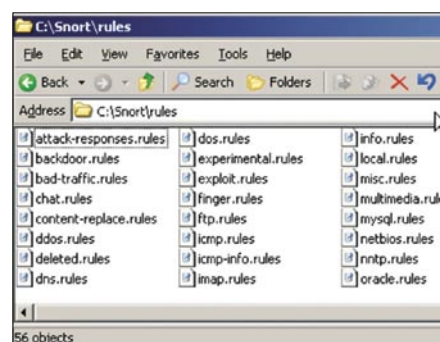 C:\Snort\rules
File Edit View Favorites Tools Help
Back Search Folders
Address C:\Snort\rules
attack-responses.rules dos.rules info.rules
backdoor.rules experimental.rules local.rules
bad-traffic.rules exploit.rules misc.rules
chat.rules finger.rules multimedia.rul
content-replace.rules ftp.rules mysql.rules
ddos.rules icmp.rules netbios.rules
deleted.rules icmp-info.rules nntp.rules
dns.rules imap.rules oracle.rules
56 objects